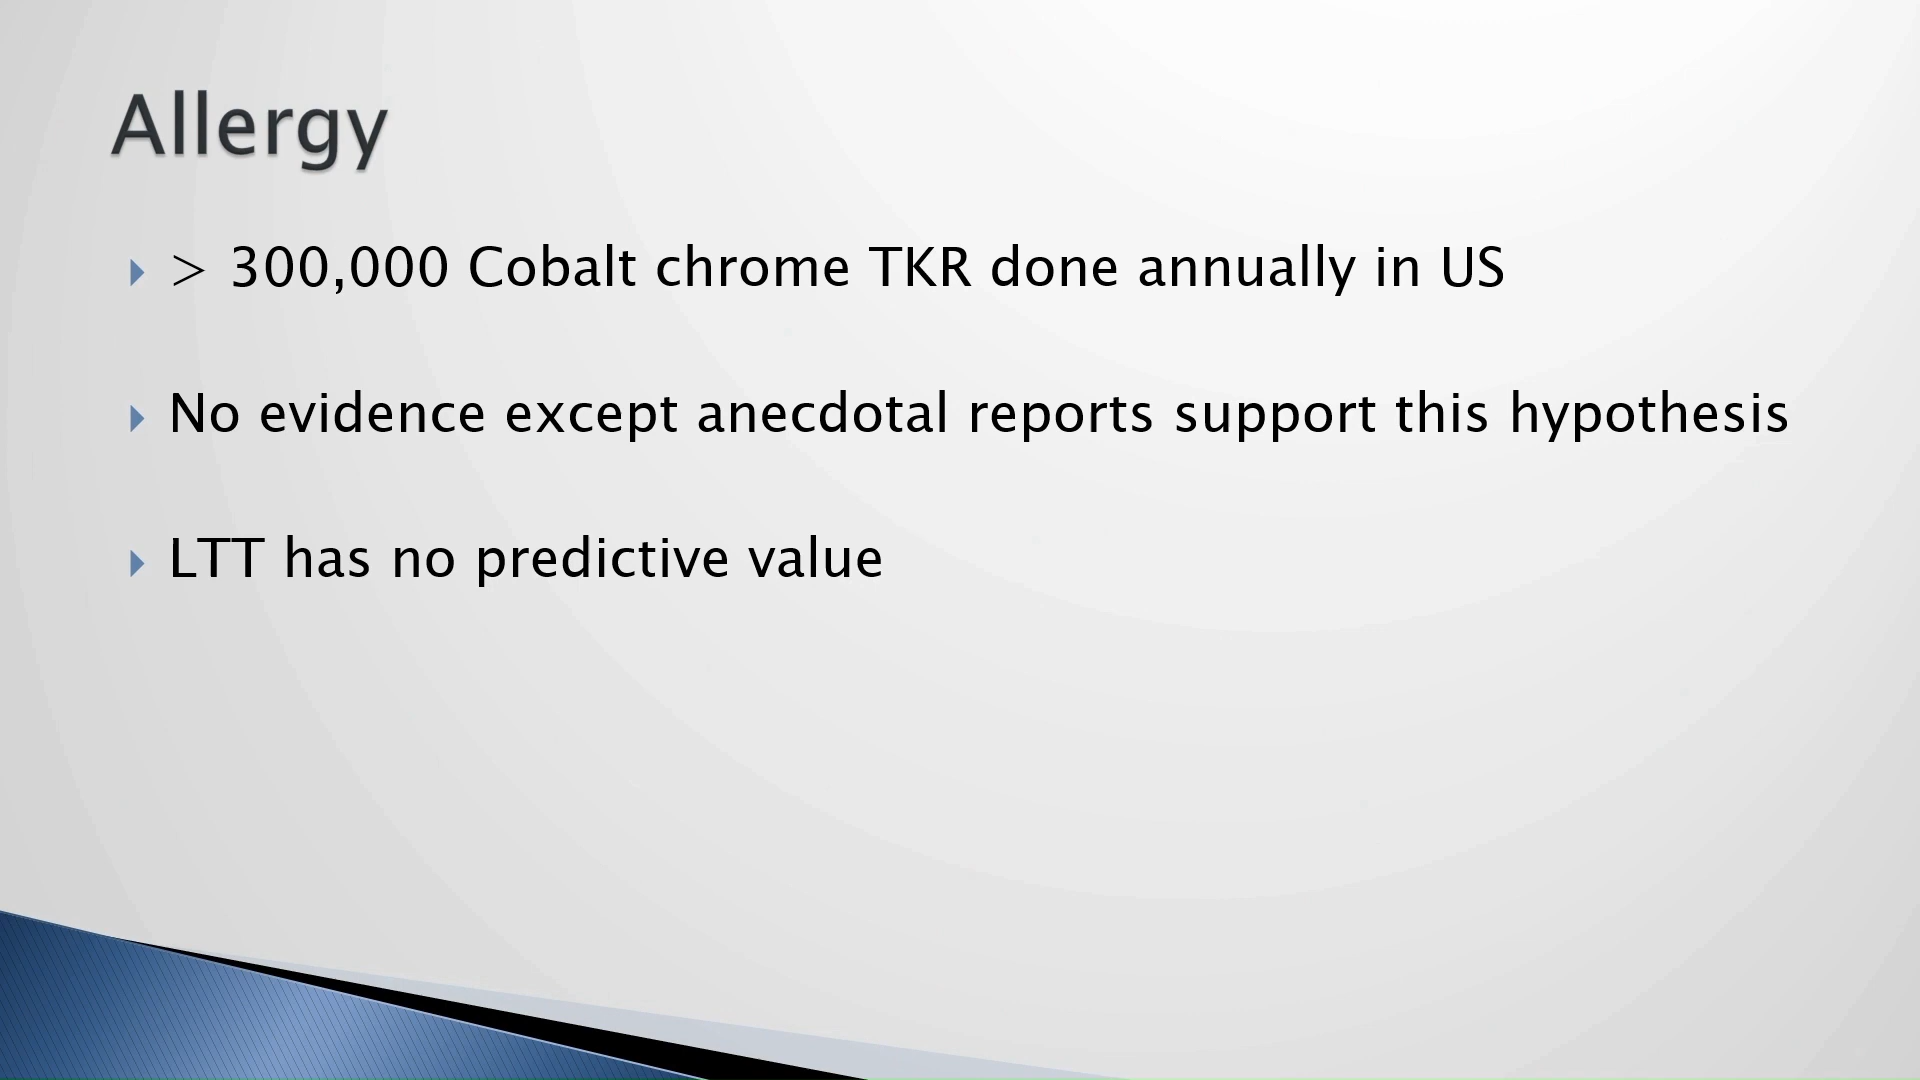 Allergy
> 300,000 Cobalt chrome TKR done annually in US
No evidence except anecdotal reports support this hypothesis
LTT has no predictive value